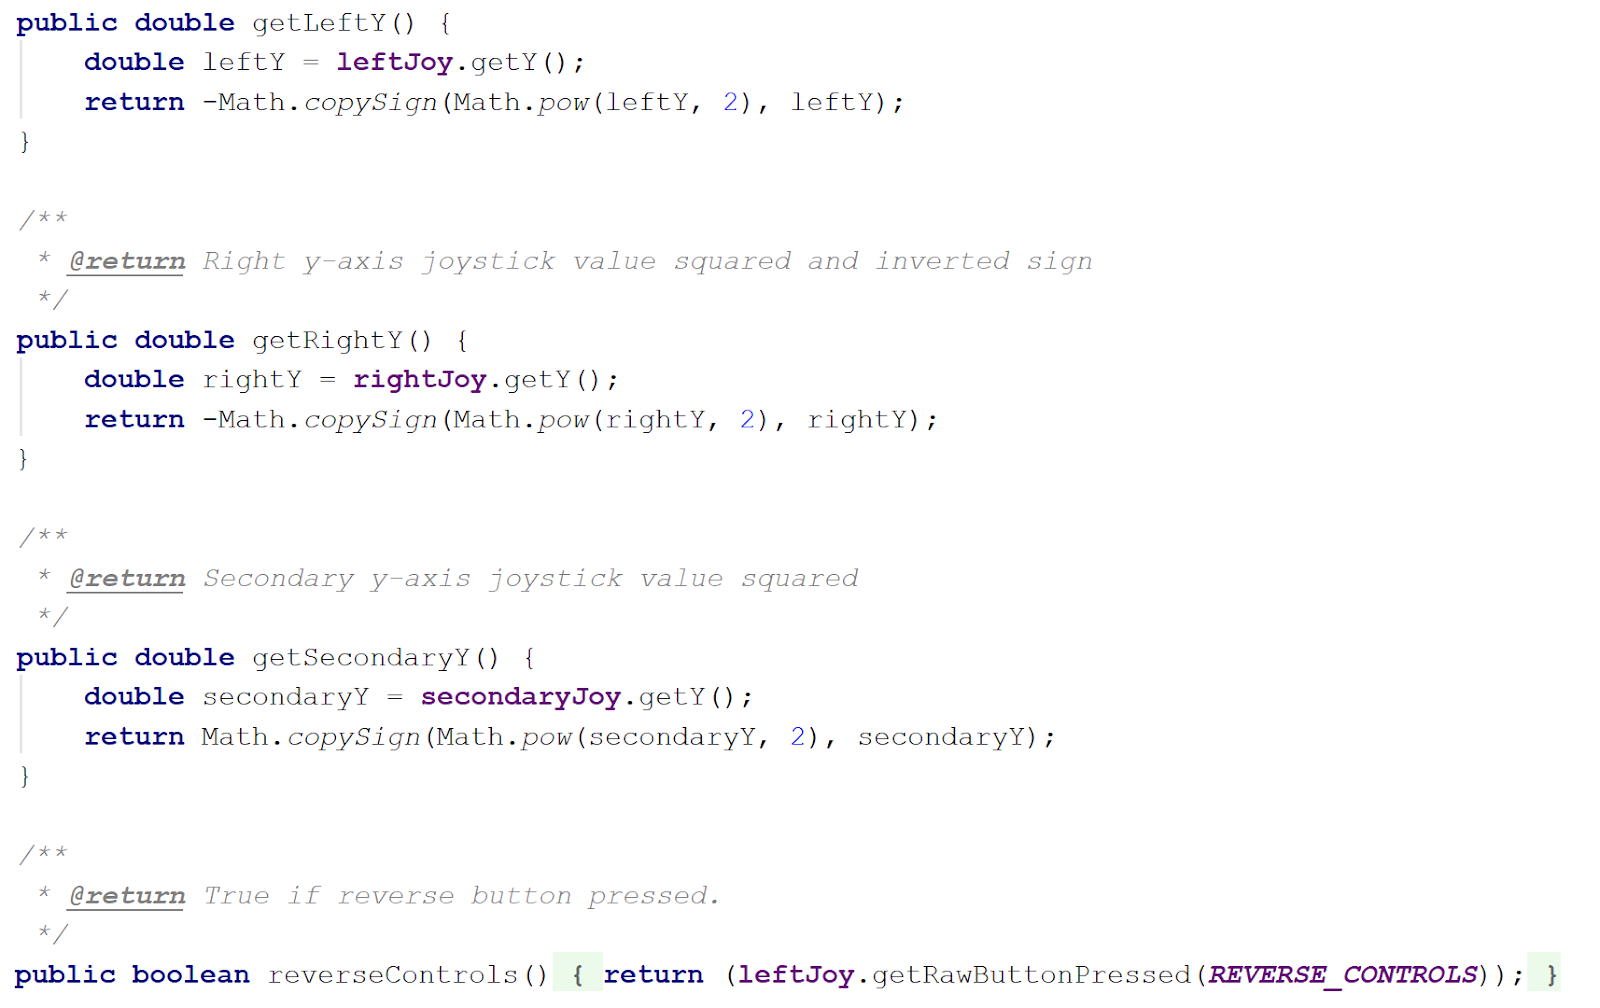 public double getLeftY() {
    double leftY = leftJoy.getY();
    return -Math.copySign(Math.pow(leftY, 2), leftY);
}
/**
 * @return Right y-axis joystick value squared and inverted sign
 */
public double getRightY() {
    double rightY = rightJoy.getY();
    return -Math.copySign(Math.pow(rightY, 2), rightY);
}
/**
 * @return Secondary y-axis joystick value squared
 */
public double getSecondaryY() {
    double secondaryY = secondaryJoy.getY();
    return Math.copySign(Math.pow(secondaryY, 2), secondaryY);
}
/**
 * @return True if reverse button pressed.
 */
public boolean reverseControls() { return (leftJoy.getRawButtonPressed(REVERSE_CONTROLS)); }